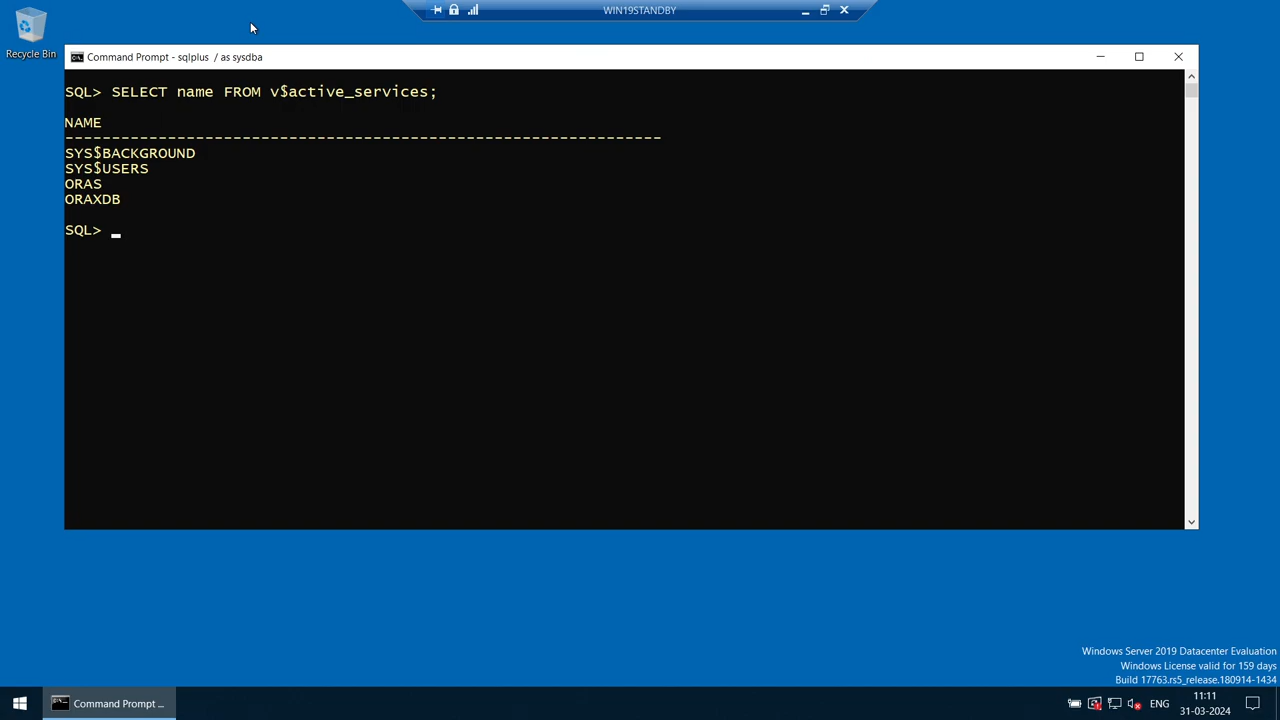 WIN19STANDBY
Recycle Bin
Command Prompt - sqlplus  / as sysdba
SQL> SELECT name FROM v$active_services;
NAME
----------------------------------------------------------------
SYS$BACKGROUND
SYS$USERS
ORAS
ORAXDB
SQL> _
Windows Server 2019 Datacenter Evaluation
Windows License valid for 159 days
Build 17763.rs5_release.180914-1434
Command Prompt ...
ENG
11:11
31-03-2024